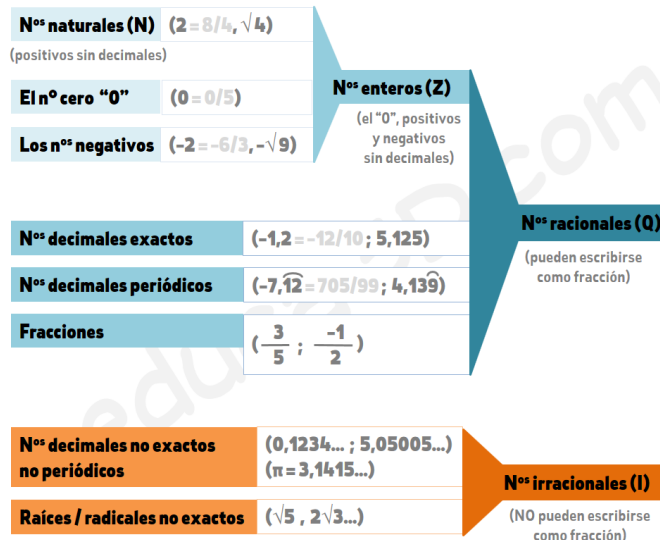 Nos naturales (N) (2 = 8/4, √4)
(positivos sin decimales)
El nº cero “0” (0 = 0/5)
Los nos negativos (-2 = -6/3, -√9)
Nos enteros (Z)
(el “0”, positivos
y negativos
sin decimales)
Nos decimales exactos (-1,2 = -12/10 ; 5,125)
Nos decimales periódicos (-7,12 = 705/99 ; 4,139)
Fracciones (3/5 ; -1/2)
Nos racionales (Q)
(pueden escribirse
como fracción)
Nos decimales no exactos (0,1234... ; 5,05005...)
no periódicos (π = 3,1415...)
Raíces / radicales no exactos (√5 , 2√3...)
Nos irracionales (I)
(NO pueden escribirse
como fracción)